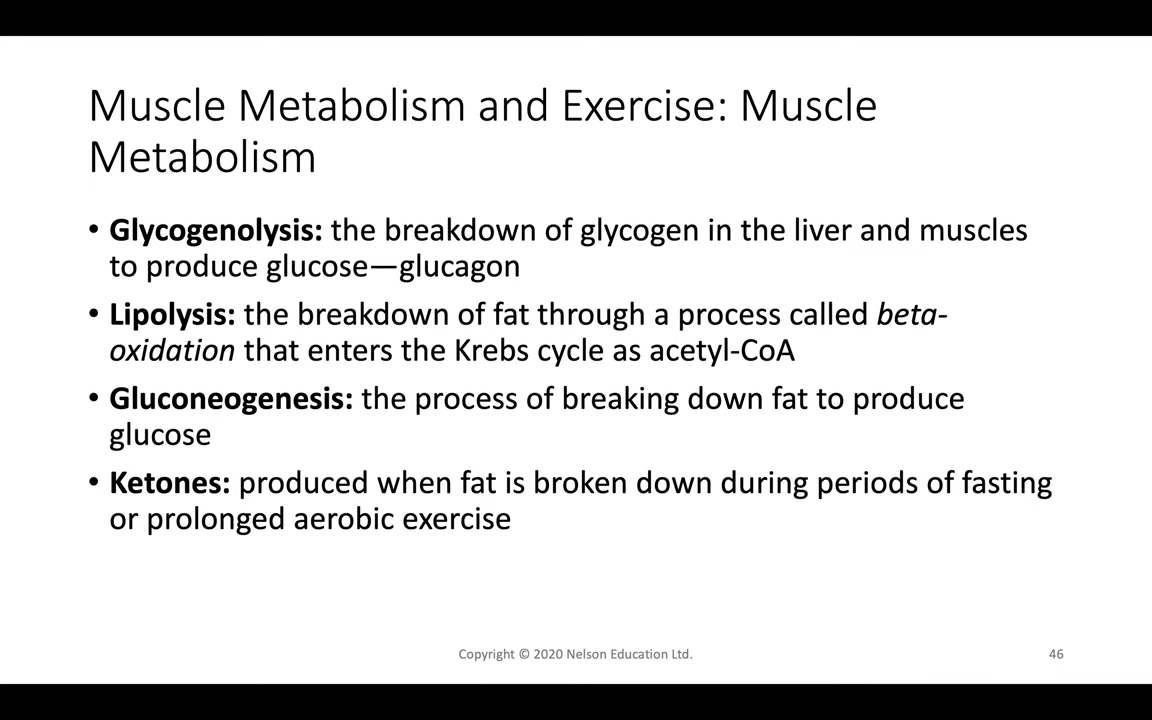 Muscle Metabolism and Exercise: Muscle
Metabolism
• Glycogenolysis: the breakdown of glycogen in the liver and muscles
to produce glucose—glucagon
• Lipolysis: the breakdown of fat through a process called beta-
oxidation that enters the Krebs cycle as acetyl-CoA
• Gluconeogenesis: the process of breaking down fat to produce
glucose
• Ketones: produced when fat is broken down during periods of fasting
or prolonged aerobic exercise
Copyright © 2020 Nelson Education Ltd.
46